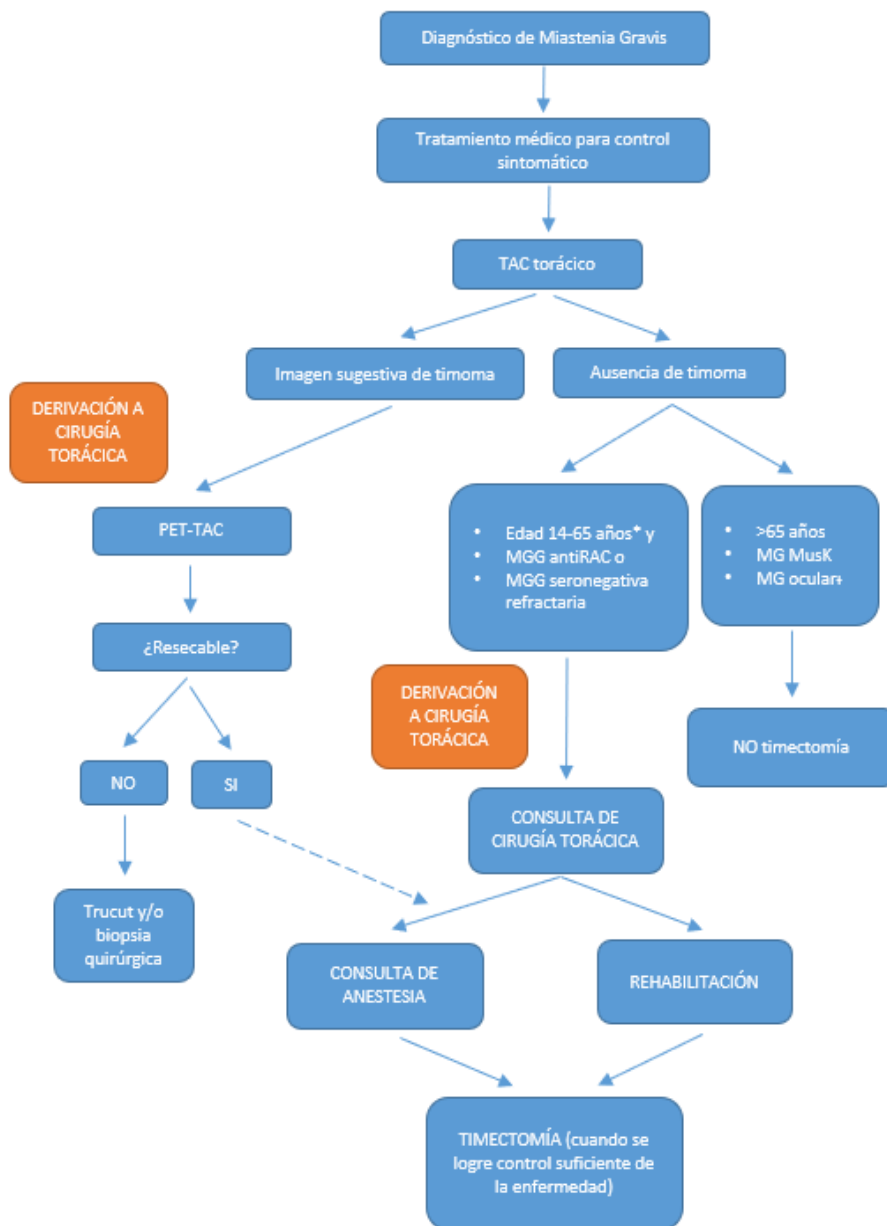 Diagnóstico de Miastenia Gravis
Tratamiento médico para control
sintomático
TAC torácico
Imagen sugestiva de timoma
Ausencia de timoma
DERIVACIÓN A
CIRUGÍA
TORÁCICA
PET-TAC
• Edad 14-65 años* y
• MGG antiRAC o
• MGG seronegativa
refractaria
• >65 años
• MG MusK
• MG ocular+
¿Resecable?
DERIVACIÓN
A CIRUGÍA
TORÁCICA
NO timectomía
NO
SI
CONSULTA DE
CIRUGÍA TORÁCICA
Trucut y/o
biopsia
quirúrgica
CONSULTA DE
ANESTESIA
REHABILITACIÓN
TIMECTOMÍA (cuando se
logre control suficiente de
la enfermedad)